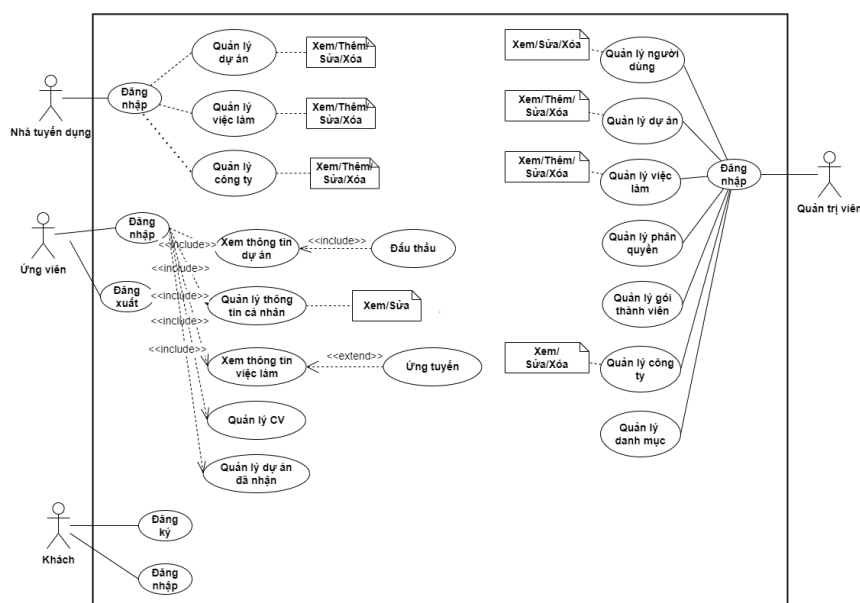 Quản lý
dự án
Xem/Thêm/
Sửa/Xóa
Đăng
nhập
Nhà tuyển dụng
Quản lý
việc làm
Xem/Thêm/
Sửa/Xóa
Quản lý
công ty
Xem/Thêm/
Sửa/Xóa
Ứng viên
Đăng
nhập
Đăng
xuất
<<include>>
<<include>>
<<include>>
<<include>>
<<include>>
Xem thông tin
dự án
<<include>>
Đấu thầu
Quản lý thông
tin cá nhân
Xem/Sửa
Xem thông tin
việc làm
<<extend>>
Ứng tuyển
Quản lý CV
Quản lý dự án
đã nhận
Khách
Đăng
ký
Đăng
nhập
Xem/Sửa/Xóa
Quản lý người
dùng
Xem/Thêm/
Sửa/Xóa
Quản lý dự án
Xem/Thêm/
Sửa/Xóa
Quản lý việc
làm
Đăng
nhập
Quản trị viên
Quản lý phân
quyền
Quản lý gói
thành viên
Xem/
Sửa/Xóa
Quản lý công
ty
Quản lý
danh mục